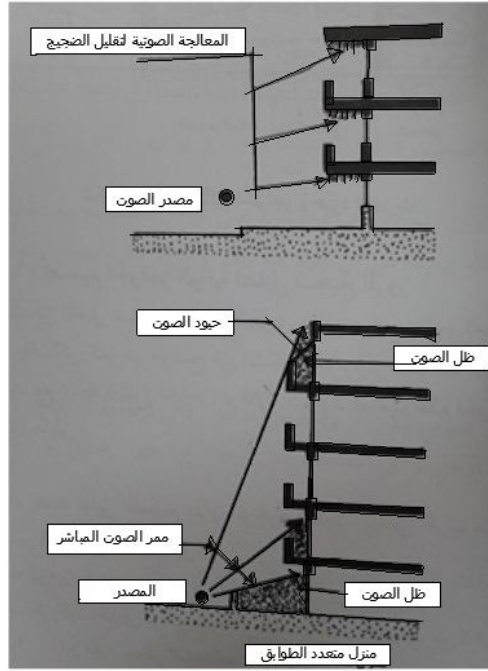 المعالجة الصوتية لتقليل الضجيج
مصدر الصوت
حيود الصوت
ظل الصوت
ممر الصوت المباشر
المصدر
ظل الصوت
منزل متعدد الطوابق